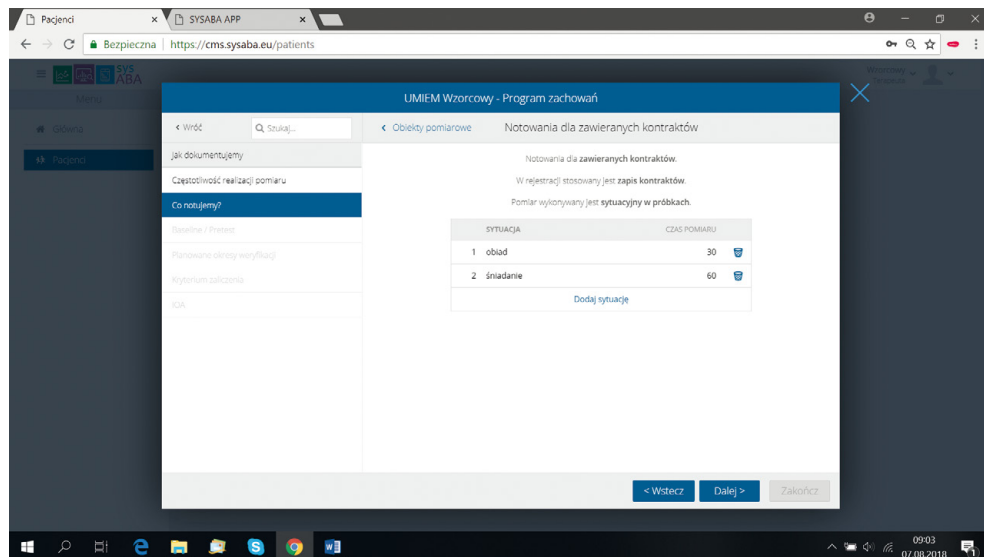 Pacjenci
SYSABA APP
Bezpieczna
https://cms.sysaba.eu/patients
SYS
ABA
Wzorcowy
Terapeuta
Menu
Główna
Pacjenci
UMIEM Wzorcowy - Program zachowań
Wróć
Szukaj...
Obiekty pomiarowe
Notowania dla zawieranych kontraktów
Jak dokumentujemy
Częstotliwość realizacji pomiaru
Co notujemy?
Baseline / Pretest
Planowane okresy weryfikacji
Kryterium zaliczenia
IOA
Notowania dla zawieranych kontraktów.
W rejestracji stosowany jest zapis kontraktów.
Pomiar wykonywany jest sytuacyjny w próbkach.
SYTUACJA CZAS POMIARU
1 obiad 30
2 śniadanie 60
Dodaj sytuację
< Wstecz
Dalej >
Zakończ
09:03
07.08.2018